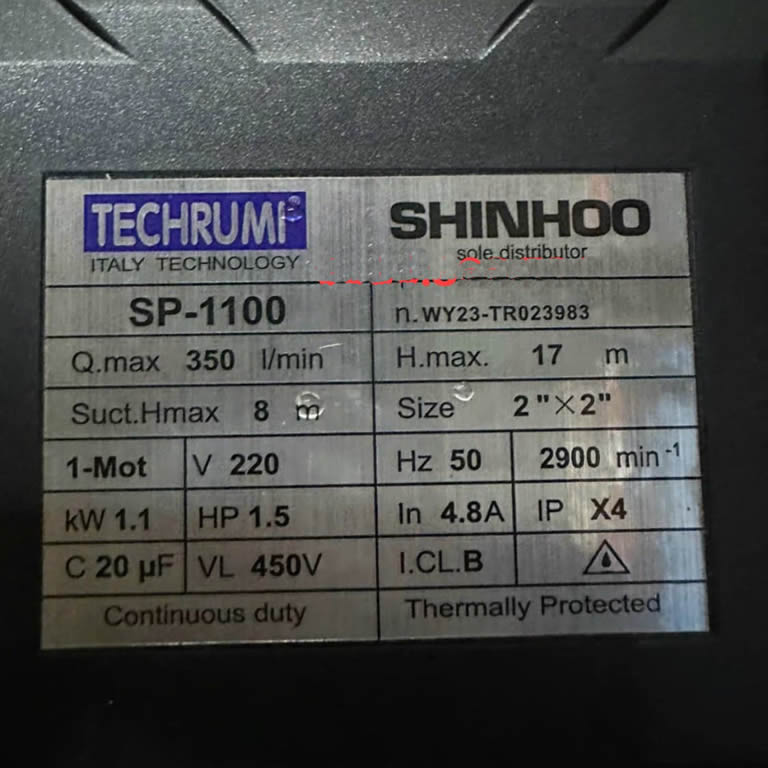 TECHRUMI® SHINHOO
ITALY TECHNOLOGY sole distributor
SP-1100 n. WY23-TR023983
Q.max 350 l/min H.max. 17 m
Suct.Hmax 8 m Size 2"×2"
1-Mot V 220 Hz 50 2900 min⁻¹
kW 1.1 HP 1.5 In 4.8A IP X4
C 20 µF VL 450V I.CL.B
Continuous duty Thermally Protected